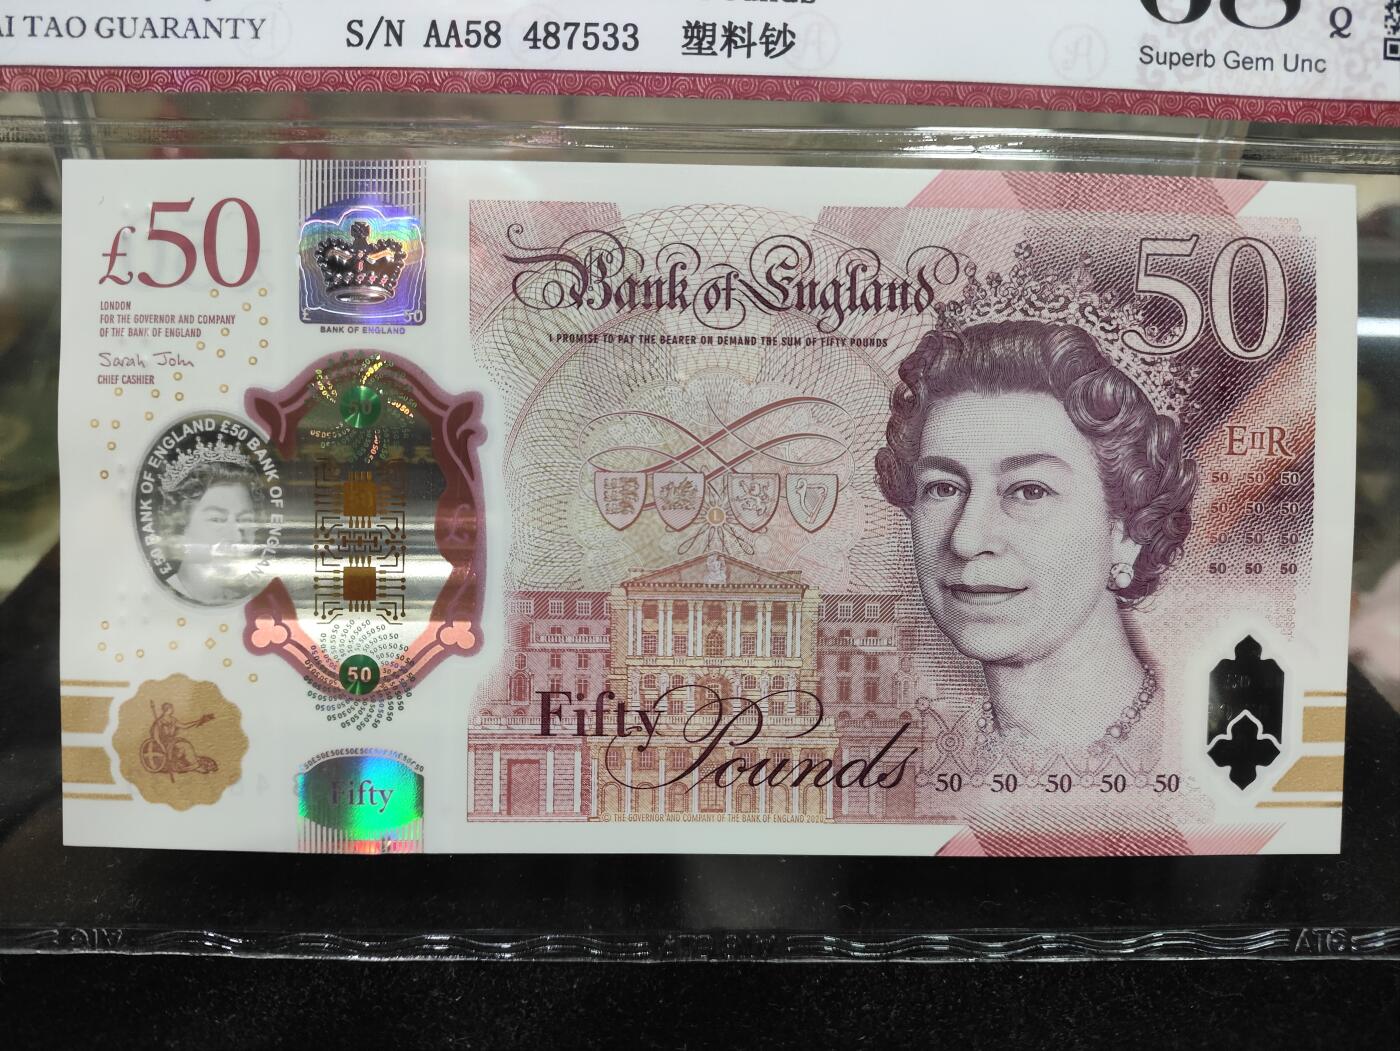 AI TAO GUARANTY
S/N AA58 487533 塑料钞
68 Q
Superb Gem Unc
£50
LONDON
FOR THE GOVERNOR AND COMPANY
OF THE BANK OF ENGLAND
Sarah John
CHIEF CASHIER
£ 50
BANK OF ENGLAND
£50 BANK OF ENGLAND £50 BANK OF ENGLAND
50
50
Fifty
Bank of England
I PROMISE TO PAY THE BEARER ON DEMAND THE SUM OF FIFTY POUNDS
50
EIIR
50 50 50
50 50 50
50 50 50
50 50 50
Fifty Pounds
50 50 50 50 50
© THE GOVERNOR AND COMPANY OF THE BANK OF ENGLAND 2020
ATG